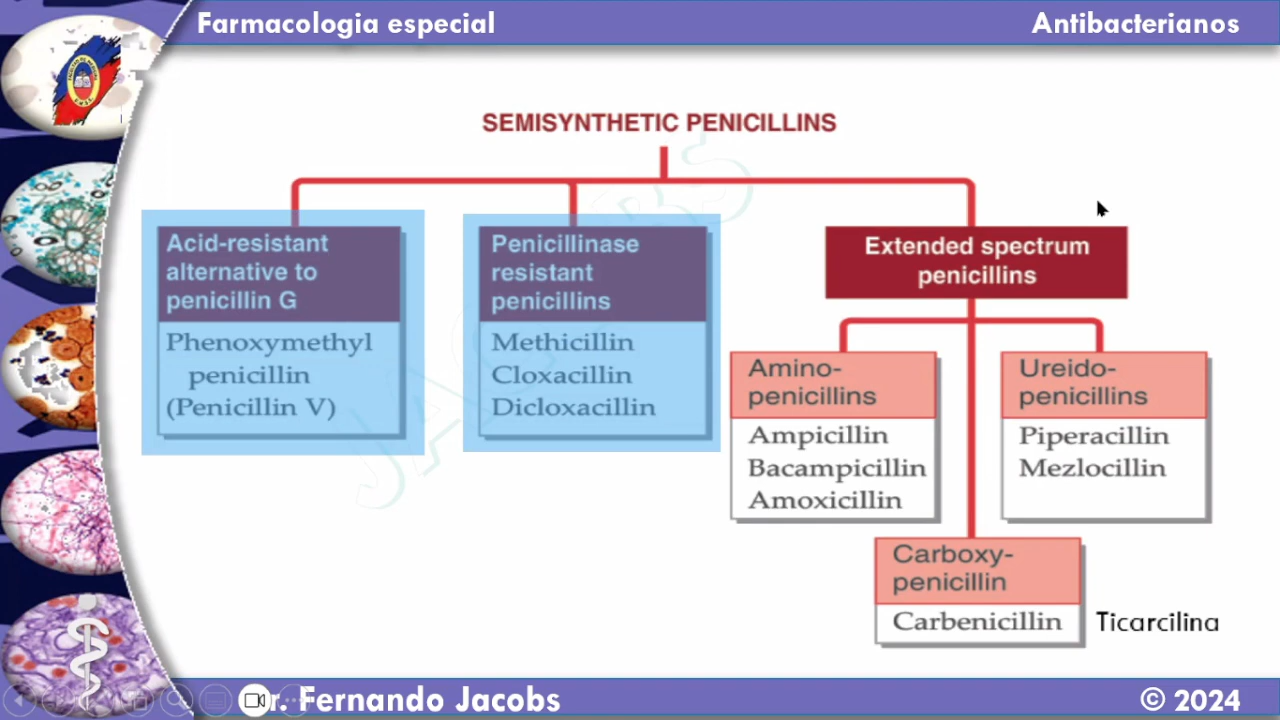 Farmacologia especial
Antibacterianos
SEMISYNTHETIC PENICILLINS
Acid-resistant
alternative to
penicillin G
Phenoxymethyl
penicillin
(Penicillin V)
Penicillinase
resistant
penicillins
Methicillin
Cloxacillin
Dicloxacillin
Extended spectrum
penicillins
Amino-
penicillins
Ampicillin
Bacampicillin
Amoxicillin
Ureido-
penicillins
Piperacillin
Mezlocillin
Carboxy-
penicillin
Carbenicillin
Ticarcilina
JACOBS
r. Fernando Jacobs
© 2024